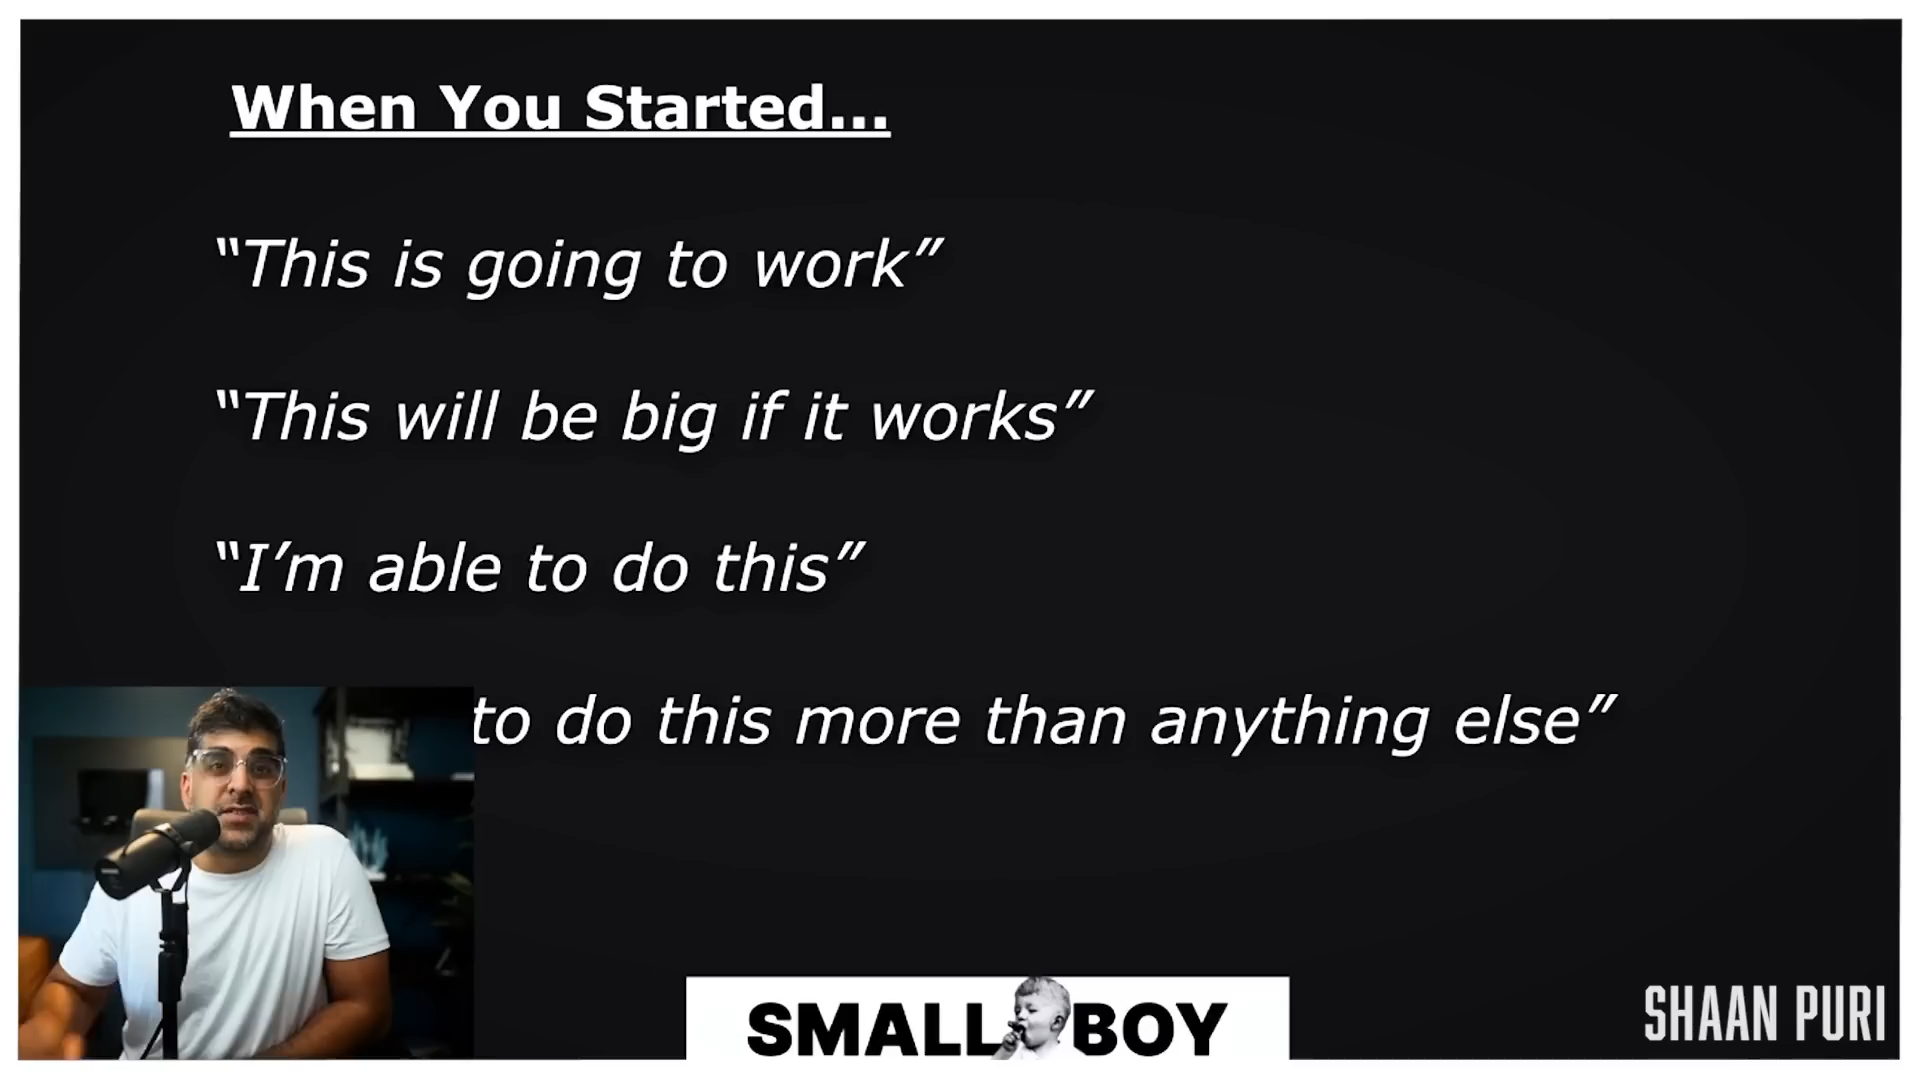 When You Started...
“This is going to work”
“This will be big if it works”
“I’m able to do this”
to do this more than anything else”
SMALL BOY
SHAAN PURI